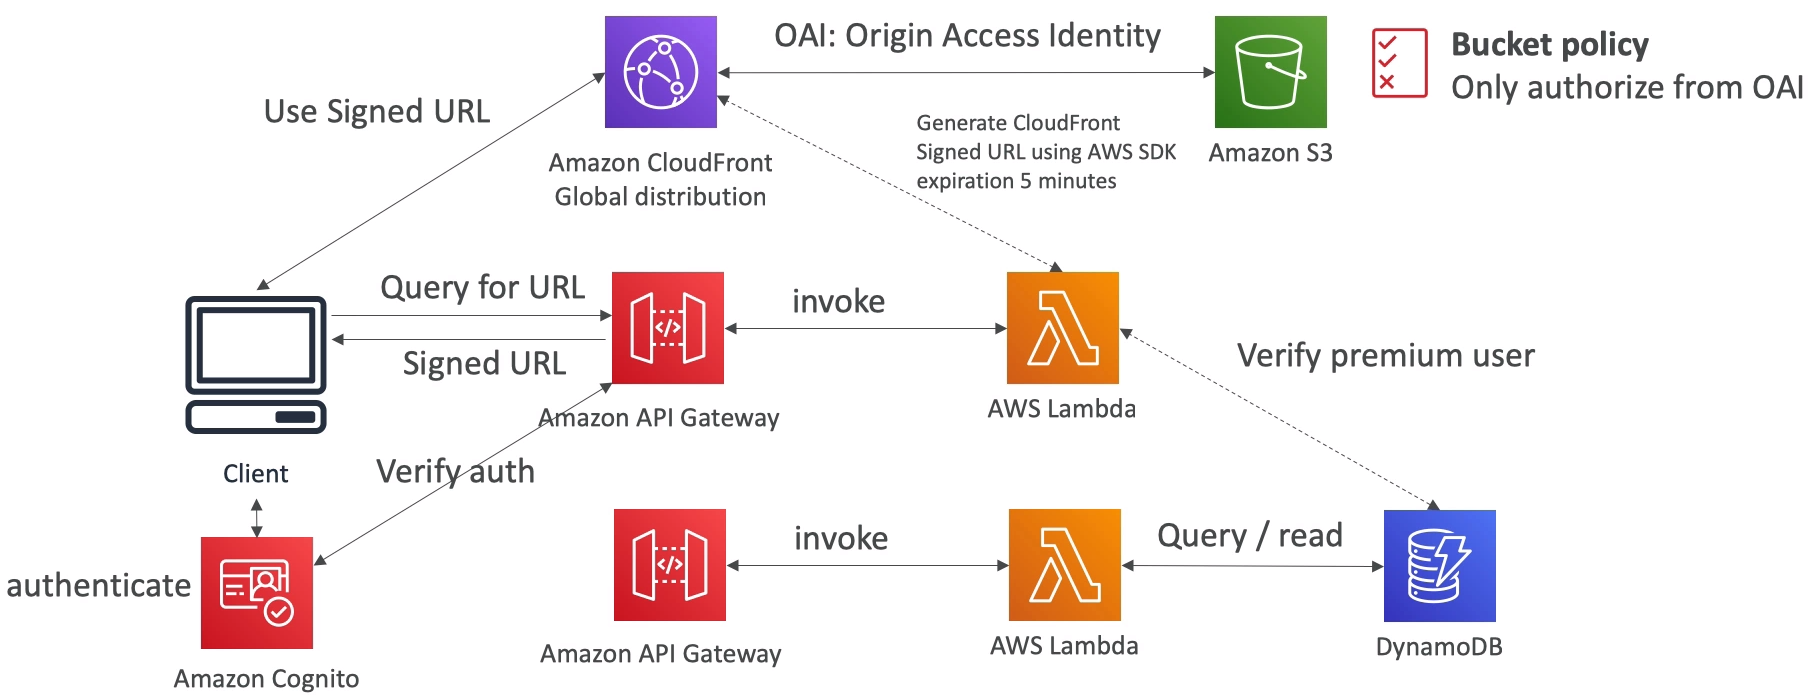 OAI: Origin Access Identity
Bucket policy
Only authorize from OAI
Use Signed URL
Generate CloudFront
Signed URL using AWS SDK
expiration 5 minutes
Amazon S3
Amazon CloudFront
Global distribution
Query for URL
invoke
Signed URL
Verify premium user
Amazon API Gateway
AWS Lambda
Client
Verify auth
invoke
Query / read
authenticate
Amazon API Gateway
AWS Lambda
DynamoDB
Amazon Cognito